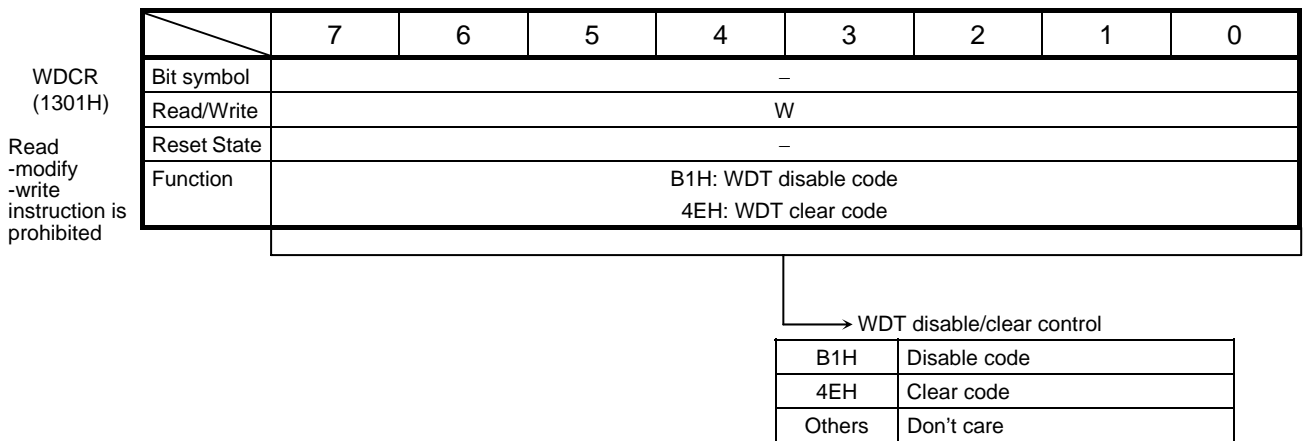 7 6 5 4 3 2 1 0
WDCR
(1301H)
Bit symbol –
Read/Write W
Reset State –
Function B1H: WDT disable code
4EH: WDT clear code
Read
-modify
-write
instruction is
prohibited
WDT disable/clear control
B1H Disable code
4EH Clear code
Others Don't care